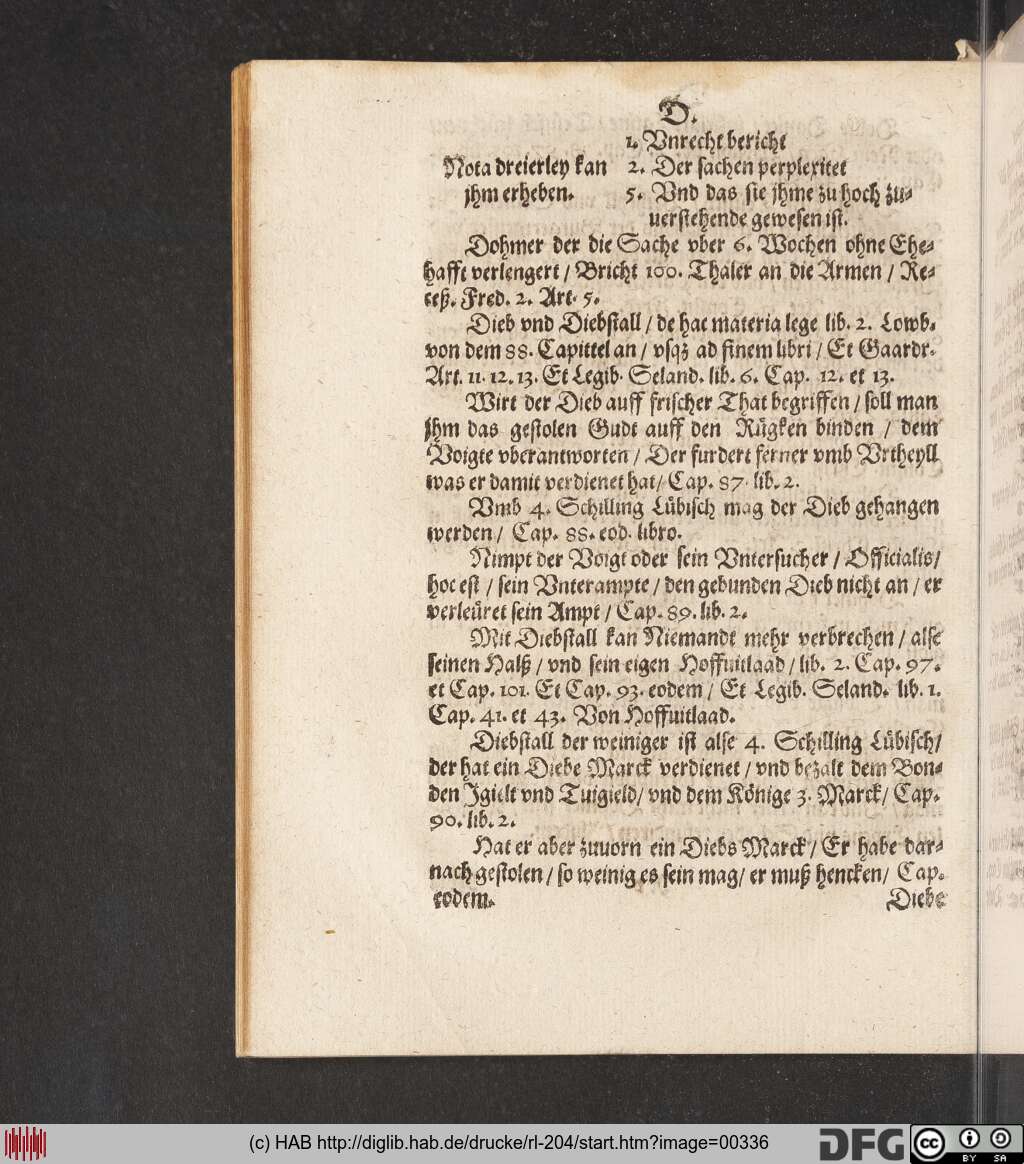 D.
1. Vnrecht bericht
Nota dreierley kan 2. Der sachen perplexitet
jhm erheben. 5. Vnd das sie jhme zu hoch zu-
uerstehende gewesen ist.
Dohmer der die Sache vber 6. Wochen ohne Ehe-
hafft verlengert / Bricht 100. Thaler an die Armen / Re-
ceß. Fred. 2. Art. 5.
Dieb vnd Diebstall / de hac materia lege lib. 2. Lowb.
von dem 88. Capittel an / vsqꝫ ad finem libri / Et Gaardr.
Art. 11. 12. 13. Et Legib. Seland. lib. 6. Cap. 12. et 13.
Wirt der Dieb auff frischer That begriffen / soll man
jhm das gestolen Gudt auff den Rügken binden / dem
Voigte vberantworten / Der furdert ferner vmb Vrtheyll
was er damit verdienet hat / Cap. 87. lib. 2.
Vmb 4. Schilling Lübisch mag der Dieb gehangen
werden / Cap. 88. eod. libro.
Nimpt der Voigt oder sein Vntersucher / Officialis /
hoc est / sein Vnterampte / den gebunden Dieb nicht an / er
verleüret sein Ampt / Cap. 89. lib. 2.
Mit Diebstall kan Niemandt mehr verbrechen / alse
seinen Halß / vnd sein eigen Hoffuitlaad / lib. 2. Cap. 97.
et Cap. 101. Et Cap. 93. eodem / Et Legib. Seland. lib. 1.
Cap. 41. et 43. Von Hoffuitlaad.
Diebstall der weiniger ist alse 4. Schilling Lübisch /
der hat ein Diebe Marck verdienet / vnd bezalt dem Bon-
den Igielt vnd Tuigield / vnd dem Könige 3. Marck / Cap.
90. lib. 2.
Hat er aber zuuorn ein Diebs Marck / Er habe dar-
nach gestolen / so weinig es sein mag / er muß hencken / Cap.
eodem. Diebe
(c) HAB http://diglib.hab.de/drucke/rl-204/start.htm?image=00336
DFG cc BY SA